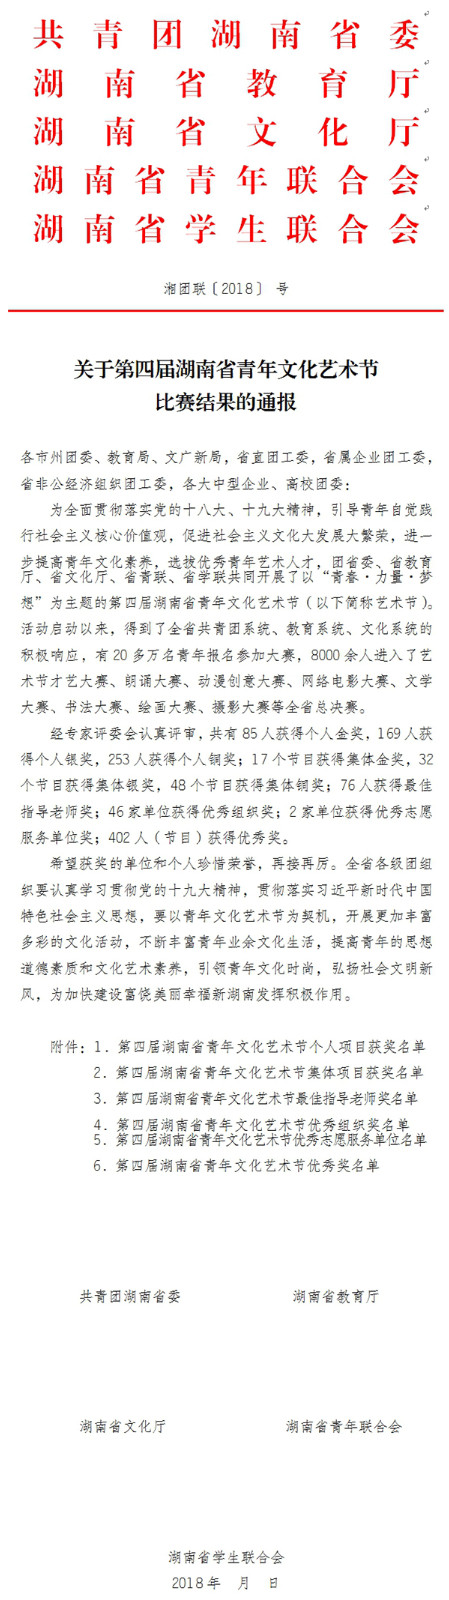 共青团湖南省委
湖南省教育厅
湖南省文化厅
湖南省青年联合会
湖南省学生联合会
湘团联〔2018〕 号
关于第四届湖南省青年文化艺术节
比赛结果的通报
各市州团委、教育局、文广新局，省直团工委，省属企业团工委，
省非公经济组织团工委，各大中型企业、高校团委：
为全面贯彻落实党的十八大、十九大精神，引导青年自觉践
行社会主义核心价值观，促进社会主义文化大发展大繁荣，进一
步提高青年文化素养，选拔优秀青年艺术人才，团省委、省教育
厅、省文化厅、省青联、省学联共同开展了以“青春·力量·梦
想”为主题的第四届湖南省青年文化艺术节（以下简称艺术节）。
活动启动以来，得到了全省共青团系统、教育系统、文化系统的
积极响应，有 20 多万名青年报名参加大赛，8000 余人进入了艺
术节才艺大赛、朗诵大赛、动漫创意大赛、网络电影大赛、文学
大赛、书法大赛、绘画大赛、摄影大赛等全省总决赛。
经专家评委会认真评审，共有 85 人获得个人金奖，169 人获
得个人银奖，253 人获得个人铜奖；17 个节目获得集体金奖，32
个节目获得集体银奖，48 个节目获得集体铜奖；76 人获得最佳
指导老师奖；46 家单位获得优秀组织奖；2 家单位获得优秀志愿
服务单位奖；402 人（节目）获得优秀奖。
希望获奖的单位和个人珍惜荣誉，再接再厉。全省各级团组
织要认真学习贯彻党的十九大精神，贯彻落实习近平新时代中国
特色社会主义思想，要以青年文化艺术节为契机，开展更加丰富
多彩的文化活动，不断丰富青年业余文化生活，提高青年的思想
道德素质和文化艺术素养，引领青年文化时尚，弘扬社会文明新
风，为加快建设富饶美丽幸福新湖南发挥积极作用。
附件：1. 第四届湖南省青年文化艺术节个人项目获奖名单
2. 第四届湖南省青年文化艺术节集体项目获奖名单
3. 第四届湖南省青年文化艺术节最佳指导老师奖名单
4. 第四届湖南省青年文化艺术节优秀组织奖名单
5. 第四届湖南省青年文化艺术节优秀志愿服务单位名单
6. 第四届湖南省青年文化艺术节优秀奖名单
共青团湖南省委 湖南省教育厅
湖南省文化厅 湖南省青年联合会
湖南省学生联合会
2018 年 月 日